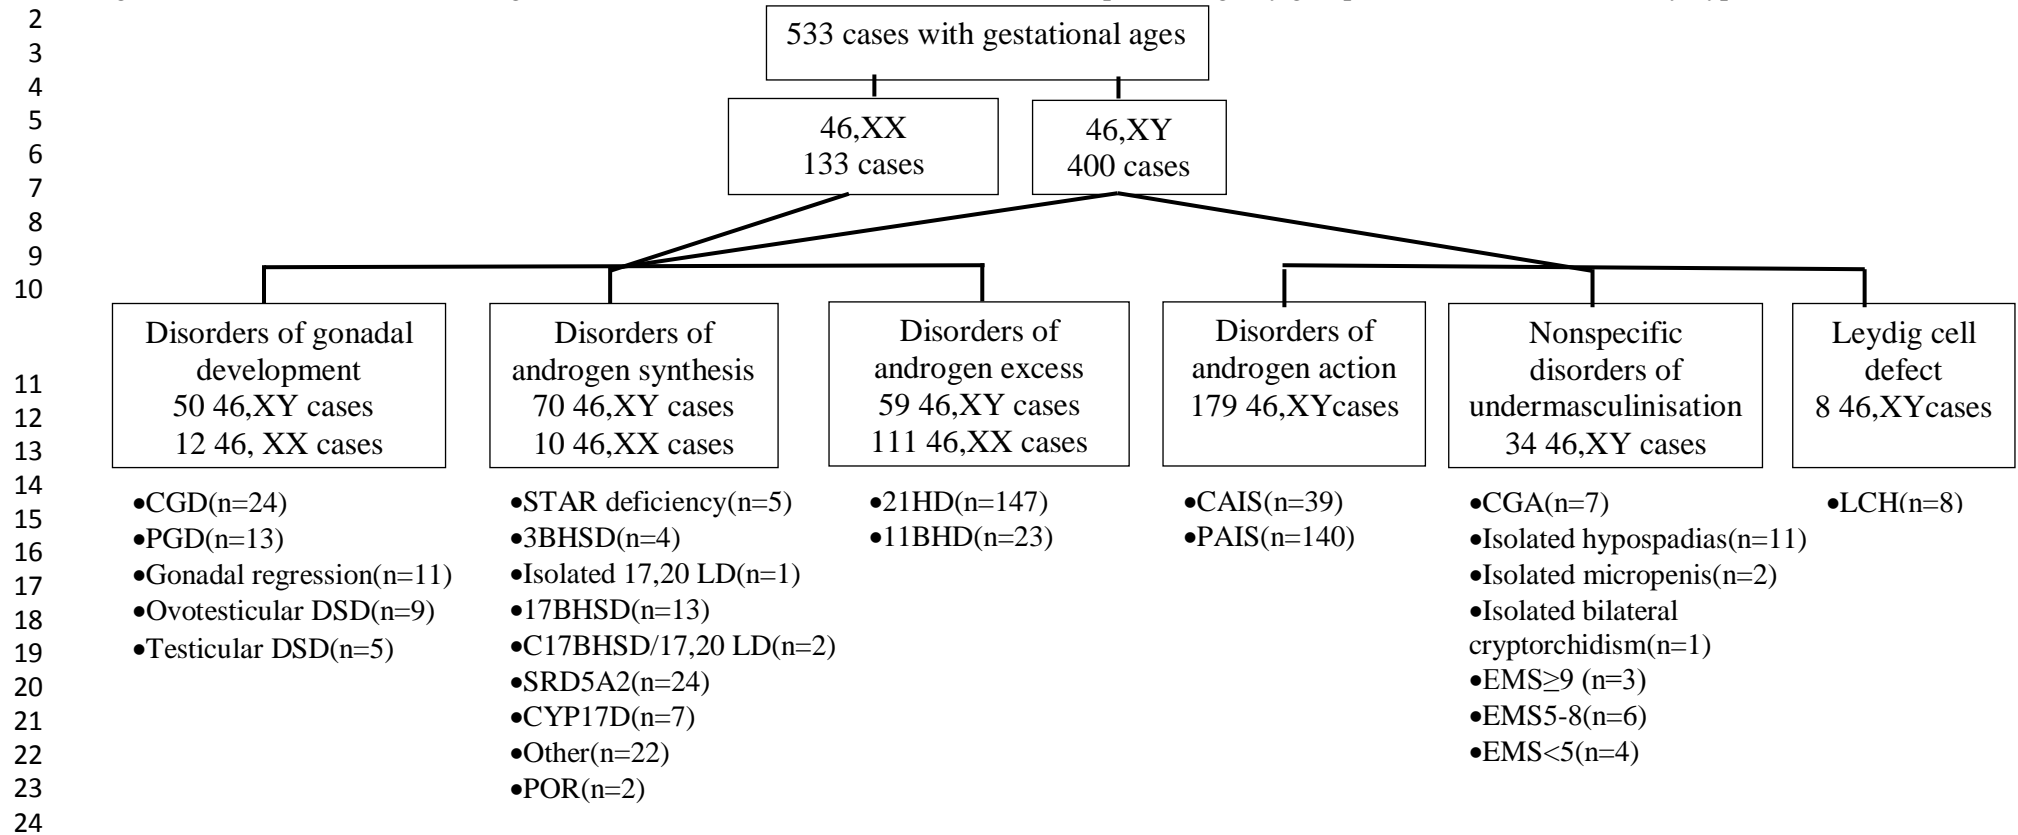 2
3
4
5
6
7
8
9
10
11
12
13
14
15
16
17
18
19
20
21
22
23
24
533 cases with gestational ages
46,XX
133 cases
46,XY
400 cases
Disorders of gonadal
development
50 46,XY cases
12 46, XX cases
•CGD(n=24)
•PGD(n=13)
•Gonadal regression(n=11)
•Ovotesticular DSD(n=9)
•Testicular DSD(n=5)
Disorders of
androgen synthesis
70 46,XY cases
10 46,XX cases
•STAR deficiency(n=5)
•3BHSD(n=4)
•Isolated 17,20 LD(n=1)
•17BHSD(n=13)
•C17BHSD/17,20 LD(n=2)
•SRD5A2(n=24)
•CYP17D(n=7)
•Other(n=22)
•POR(n=2)
Disorders of
androgen excess
59 46,XY cases
111 46,XX cases
•21HD(n=147)
•11BHD(n=23)
Disorders of
androgen action
179 46,XYcases
•CAIS(n=39)
•PAIS(n=140)
Nonspecific
disorders of
undermasculinisation
34 46,XY cases
•CGA(n=7)
•Isolated hypospadias(n=11)
•Isolated micropenis(n=2)
•Isolated bilateral
cryptorchidism(n=1)
•EMS≥9 (n=3)
•EMS5-8(n=6)
•EMS<5(n=4)
Leydig cell
defect
8 46,XYcases
•LCH(n=8)